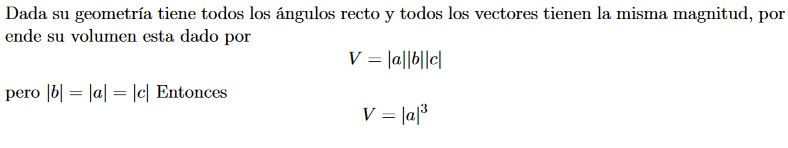 Dada su geometría tiene todos los ángulos recto y todos los vectores tienen la misma magnitud, por
ende su volumen esta dado por
V = |a||b||c|
pero |b| = |a| = |c| Entonces
V = |a|³